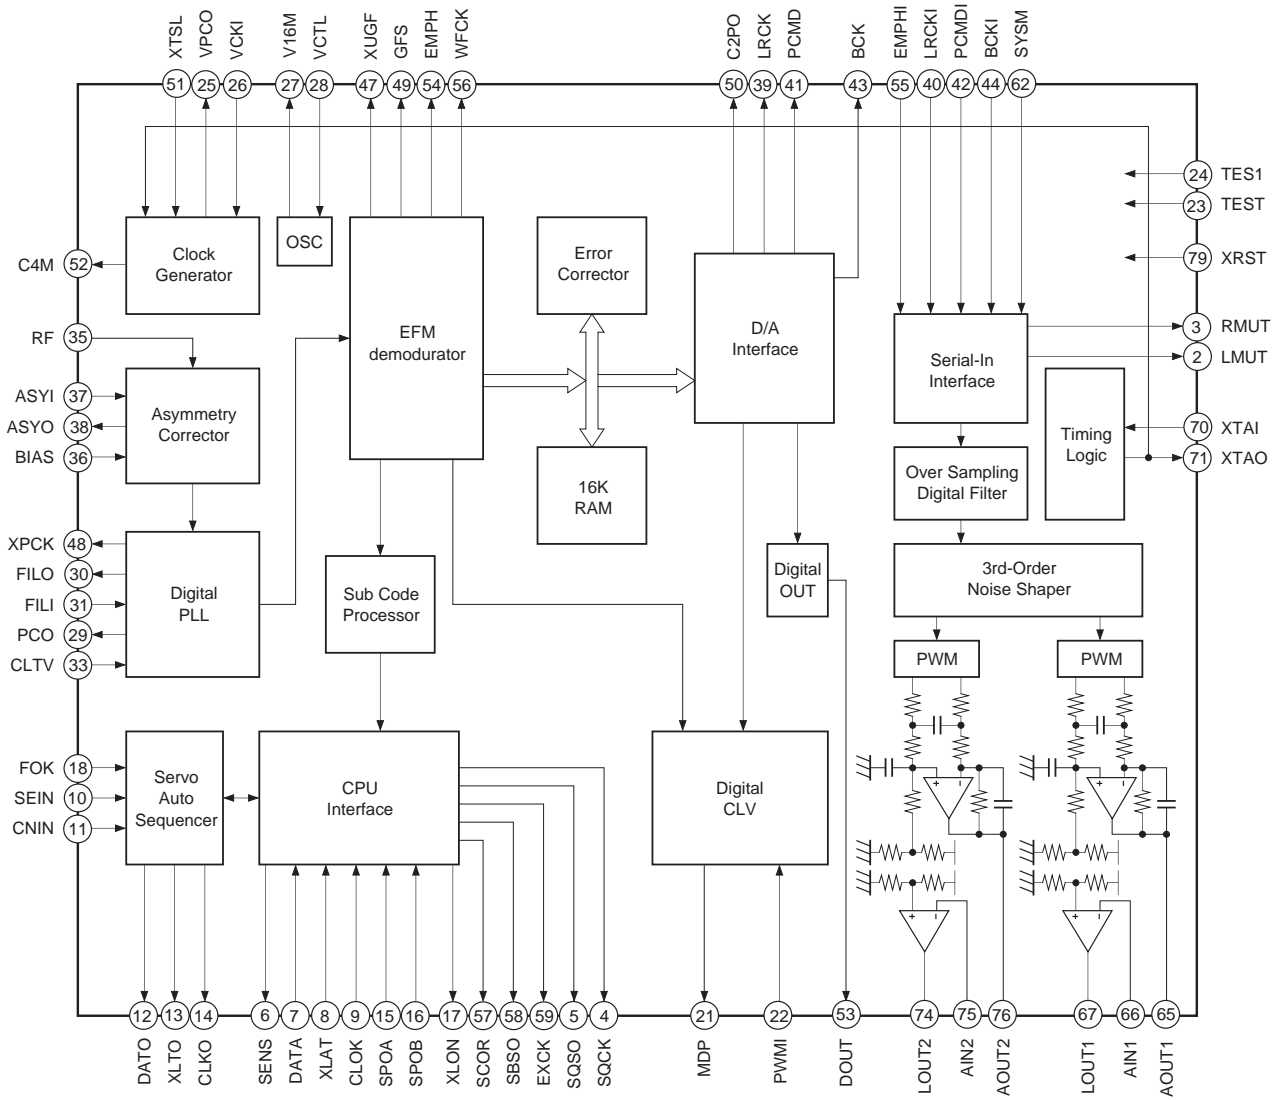 XTSL VPCO VCKI V16M VCTL XUGF GFS EMPH WFCK C2PO LRCK PCMD BCK EMPHI LRCKI PCMDI BCKI SYSM
51 25 26 27 28 47 49 54 56 50 39 41 43 55 40 42 44 62
24 TES1
23 TEST
79 XRST
3 RMUT
2 LMUT
70 XTAI
71 XTAO
C4M 52
RF 35
ASYI 37
ASYO 38
BIAS 36
XPCK 48
FILO 30
FILI 31
PCO 29
CLTV 33
FOK 18
SEIN 10
CNIN 11
Clock
Generator
OSC
EFM
demodurator
Error
Corrector
D/A
Interface
Serial-In
Interface
Asymmetry
Corrector
Timing
Logic
16K
RAM
Over Sampling
Digital Filter
Digital
PLL
Sub Code
Processor
Digital
OUT
3rd-Order
Noise Shaper
PWM
PWM
Servo
Auto
Sequencer
CPU
Interface
Digital
CLV
+ −
+ −
+ −
+ −
12 13 14 6 7 8 9 15 16 17 57 58 59 5 4 21 22 53 74 75 76 67 66 65
DATO XLTO CLKO SENS DATA XLAT CLOK SPOA SPOB XLON SCOR SBSO EXCK SQSO SQCK MDP PWMI DOUT LOUT2 AIN2 AOUT2 LOUT1 AIN1 AOUT1